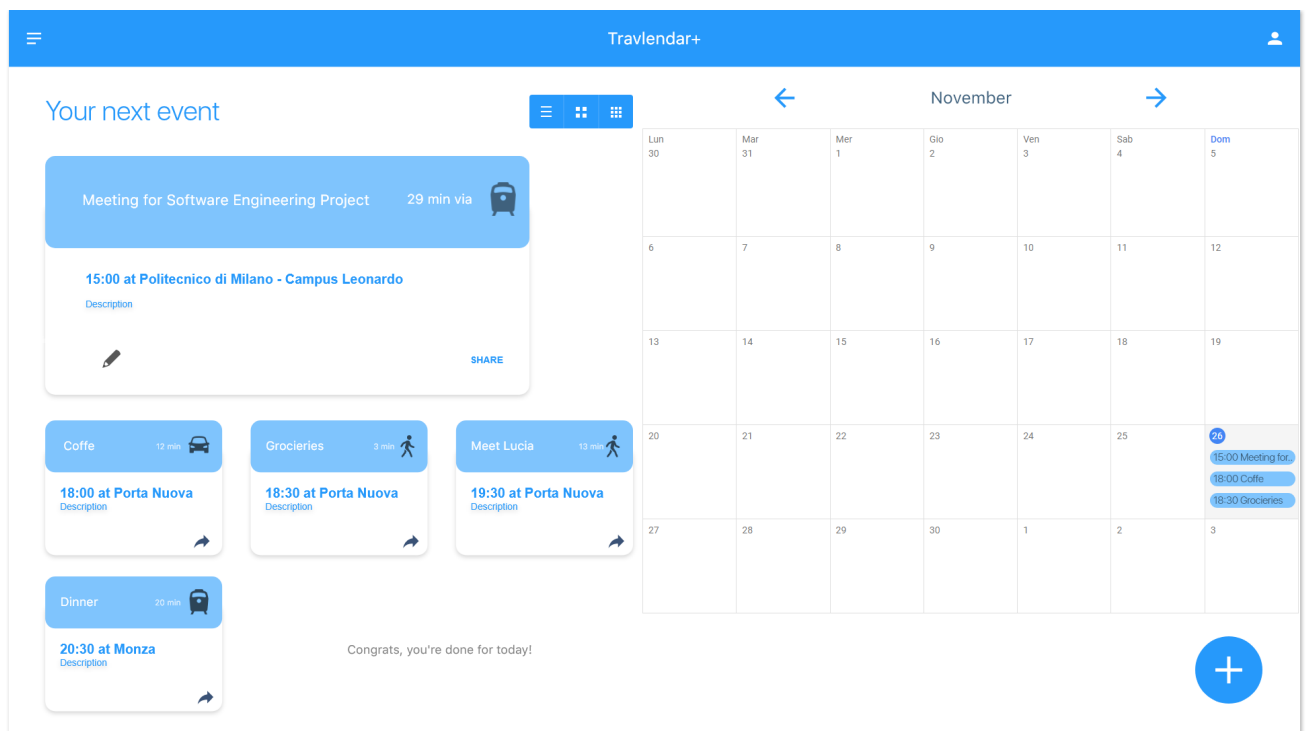 Travlendar+
Your next event
Meeting for Software Engineering Project 29 min via
15:00 at Politecnico di Milano - Campus Leonardo
Description
SHARE
Coffe 12 min
18:00 at Porta Nuova
Description
Grocieries 3 min
18:30 at Porta Nuova
Description
Meet Lucia 13 min
19:30 at Porta Nuova
Description
Dinner 20 min
20:30 at Monza
Description
Congrats, you're done for today!
November
Lun Mar Mer Gio Ven Sab Dom
30 31 1 2 3 4 5
6 7 8 9 10 11 12
13 14 15 16 17 18 19
20 21 22 23 24 25 26
15:00 Meeting for..
18:00 Coffe
18:30 Grocieries
27 28 29 30 1 2 3